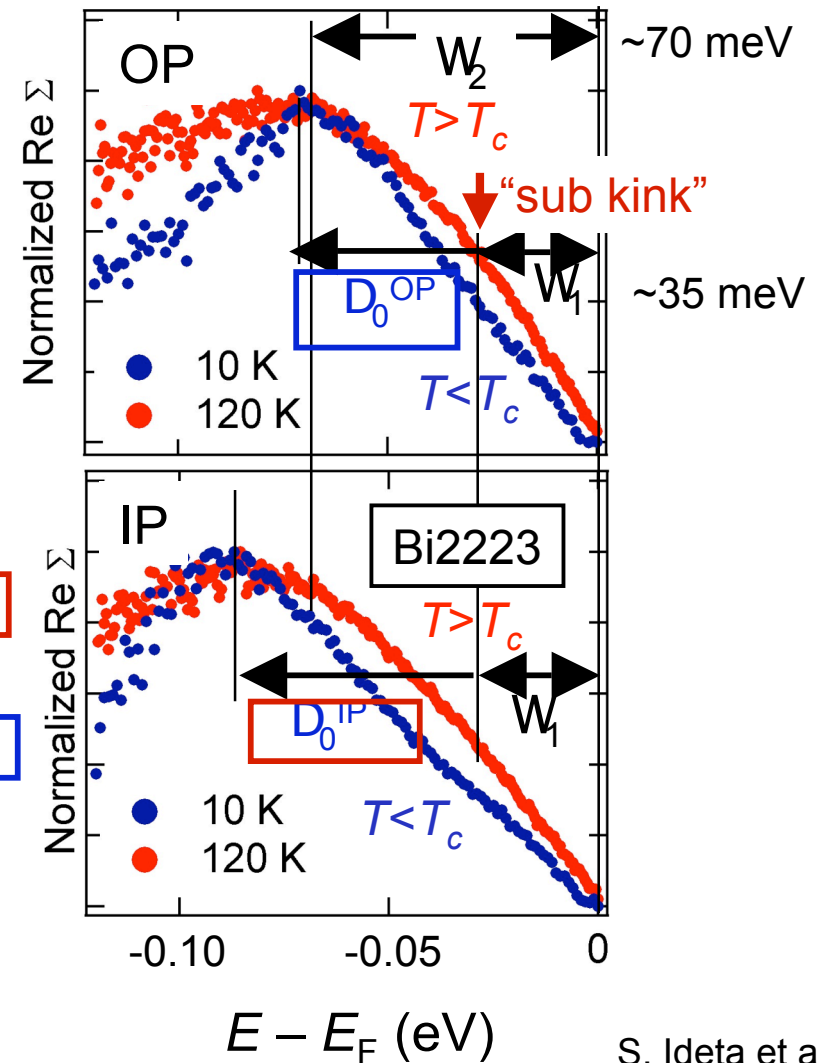 OP
W2
~70 meV
T>Tc
“sub kink”
D0OP
W1
~35 meV
10 K
120 K
T<Tc
Normalized Re Σ
IP
Bi2223
T>Tc
D0IP
W1
10 K
120 K
T<Tc
Normalized Re Σ
-0.10
-0.05
0
E – EF (eV)
S. Ideta et a